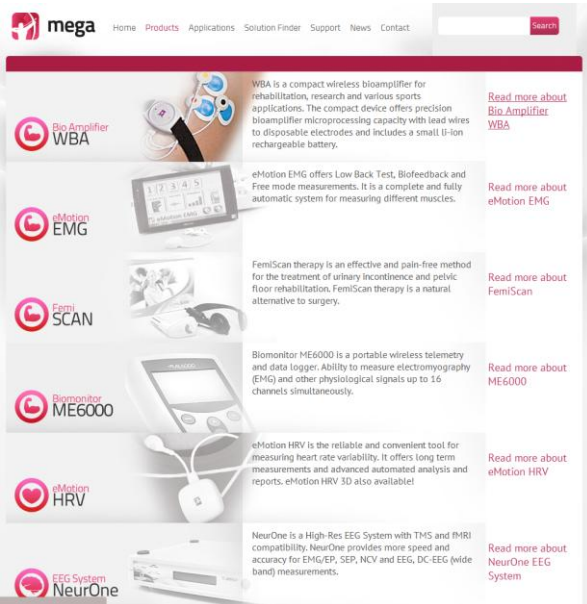 mega
Home Products Applications Solution Finder Support News Contact
Search
Bio Amplifier
WBA
WBA is a compact wireless bioamplifier for
rehabilitation, research and various sports
applications. The compact device offers precision
bioamplifier microprocessing capacity with lead wires
to disposable electrodes and includes a small li-ion
rechargeable battery.
Read more about
Bio Amplifier
WBA
eMotion
EMG
1 2 3 4 5
eMotion EMG
eMotion EMG offers Low Back Test, Biofeedback and
Free mode measurements. It is a complete and fully
automatic system for measuring different muscles.
Read more about
eMotion EMG
Femi
SCAN
FemiScan therapy is an effective and pain-free method
for the treatment of urinary incontinence and pelvic
floor rehabilitation. FemiScan therapy is a natural
alternative to surgery.
Read more about
FemiScan
Biomonitor
ME6000
Biomonitor ME6000 is a portable wireless telemetry
and data logger. Ability to measure electromyography
(EMG) and other physiological signals up to 16
channels simultaneously.
Read more about
ME6000
eMotion
HRV
eMotion HRV is the reliable and convenient tool for
measuring heart rate variability. It offers long term
measurements and advanced automated analysis and
reports. eMotion HRV 3D also available!
Read more about
eMotion HRV
EEG System
NeurOne
NeurOne is a High-Res EEG System with TMS and fMRI
compatibility. NeurOne provides more speed and
accuracy for EMG/EP, SEP, NCV and EEG, DC-EEG (wide
band) measurements.
Read more about
NeurOne EEG
System